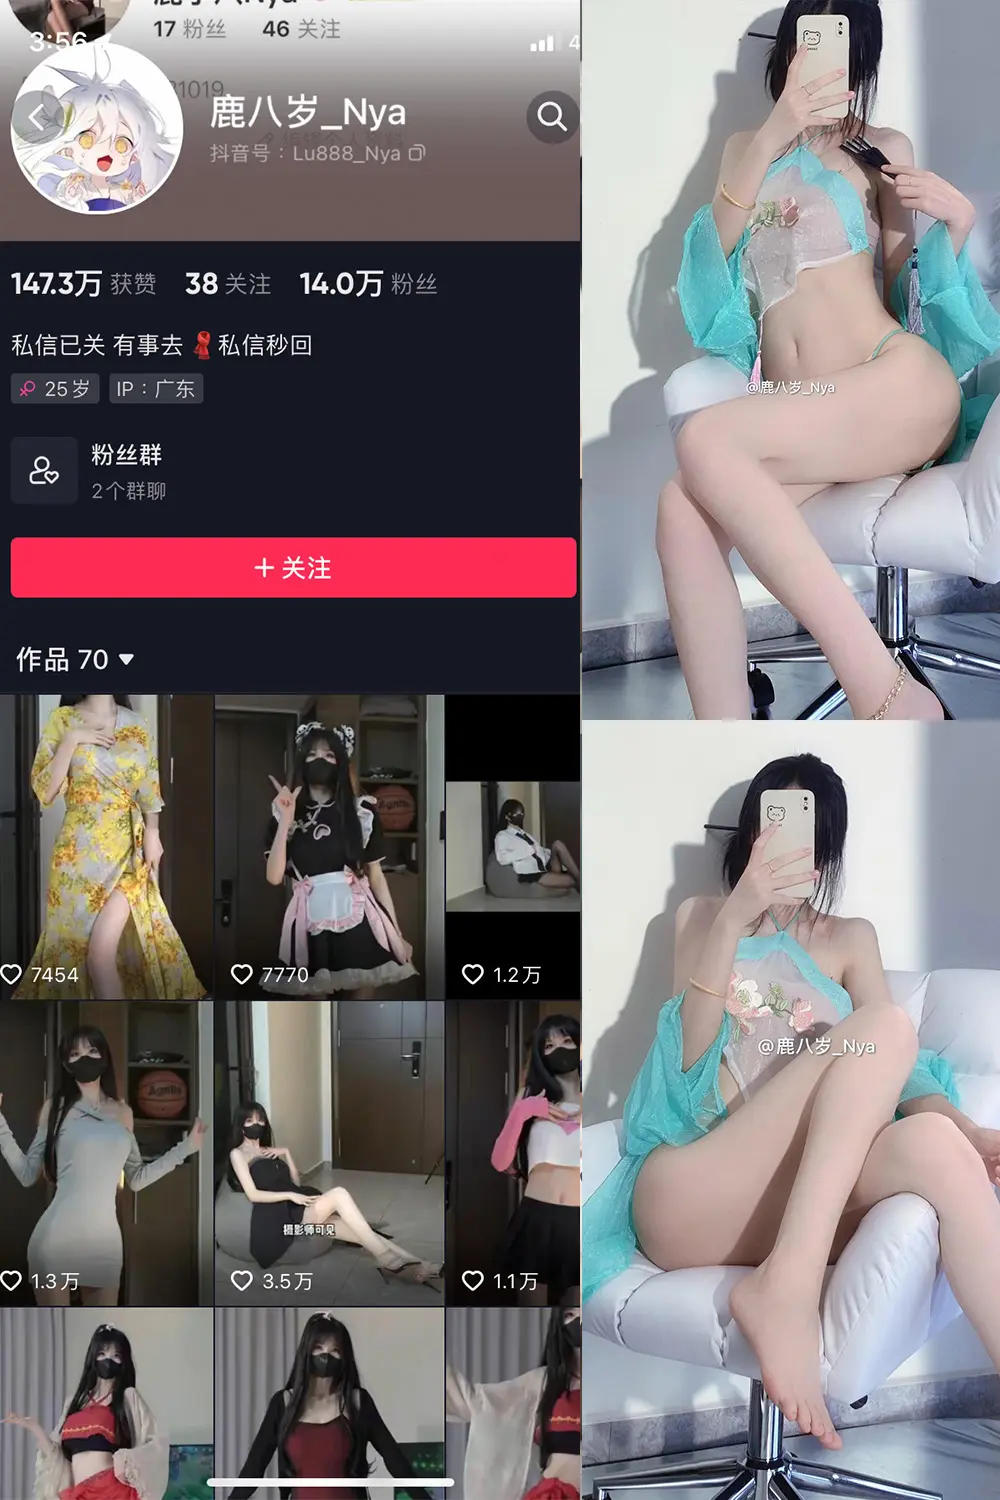 17 粉丝 46 关注
3:56
4
1019
鹿八岁_Nya
抖音号：Lu888_Nya
147.3万 获赞 38 关注 14.0万 粉丝
私信已关 有事去 私信秒回
25岁 IP：广东
粉丝群
2个群聊
+ 关注
作品 70
7454
7770
1.2万
Agnite
1.3万
摄影师可见
3.5万
1.1万
@鹿八岁_Nya
@鹿八岁_Nya